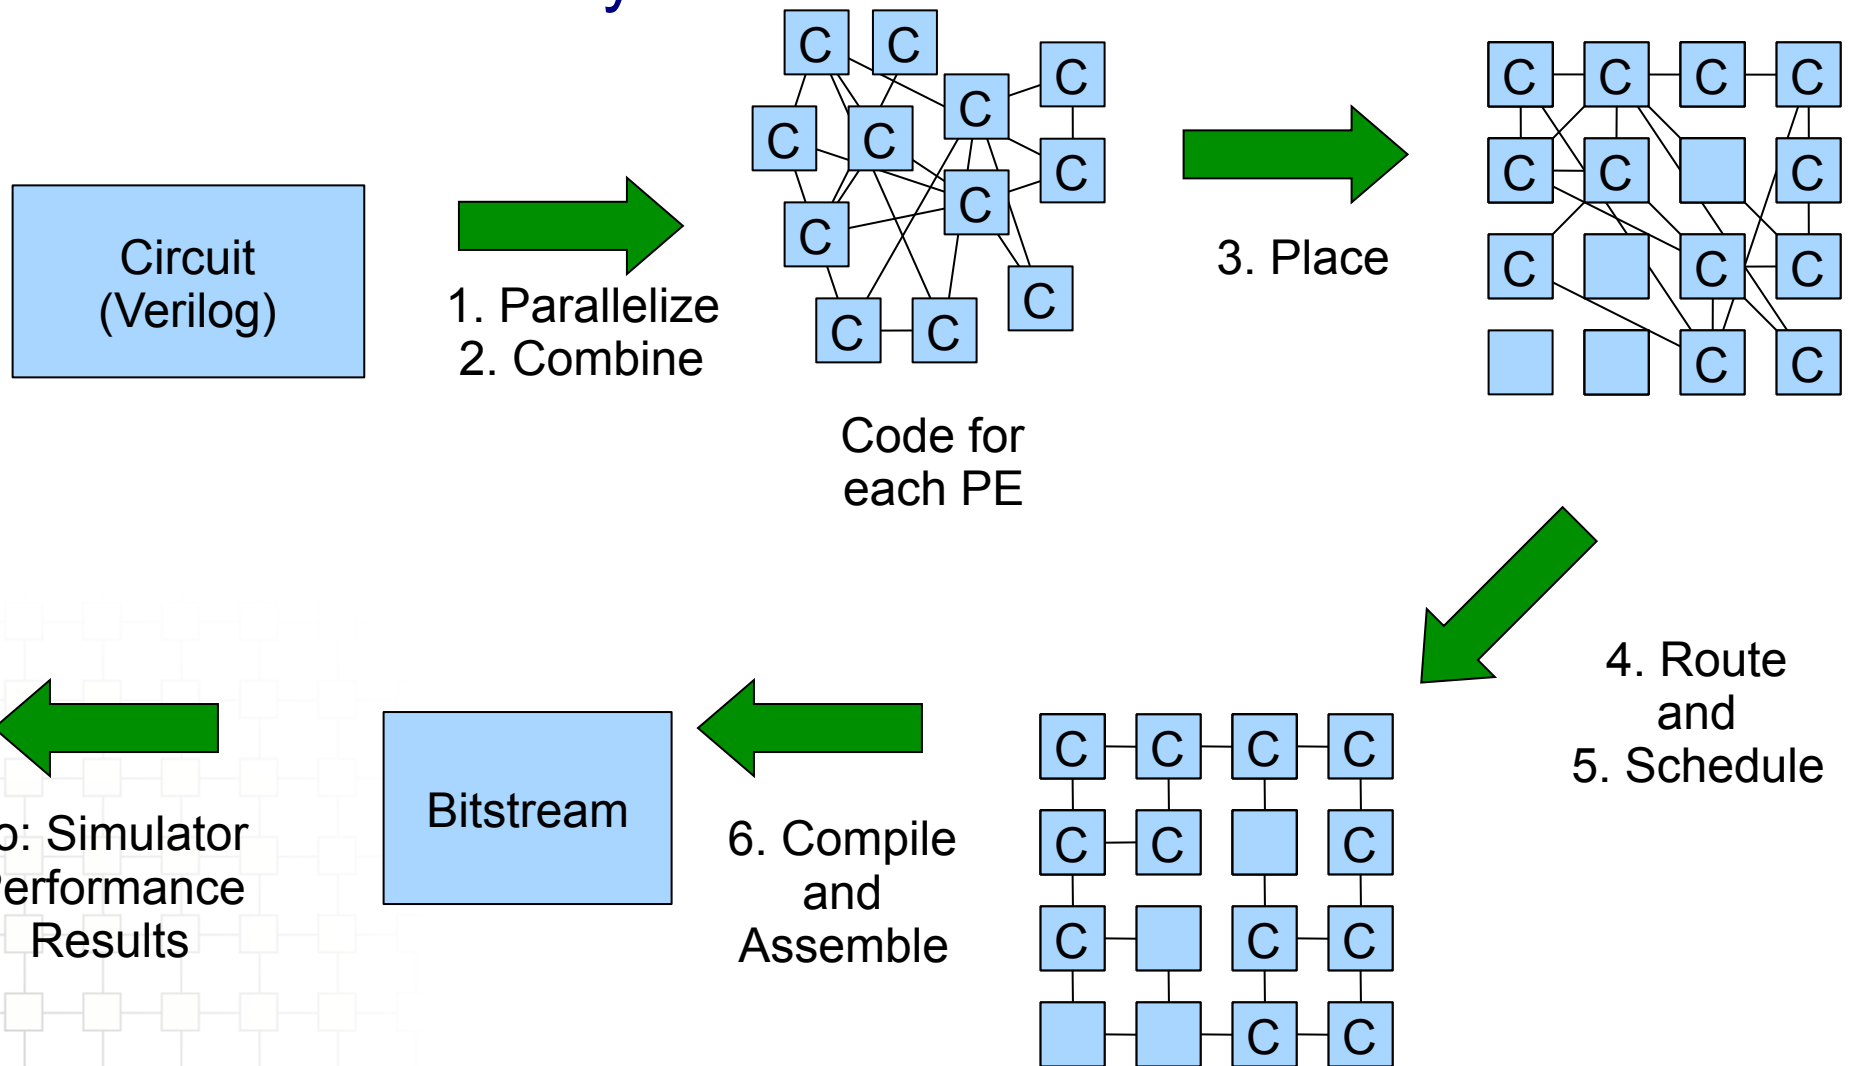 Circuit
(Verilog)
1. Parallelize
2. Combine
C C
C C
C C
C C
C C
C C
C
Code for
each PE
3. Place
C C C C
C C C
C C C
C C
4. Route
and
5. Schedule
C C C C
C C C
C C C
C C
6. Compile
and
Assemble
Bitstream
Simulator
Performance
Results